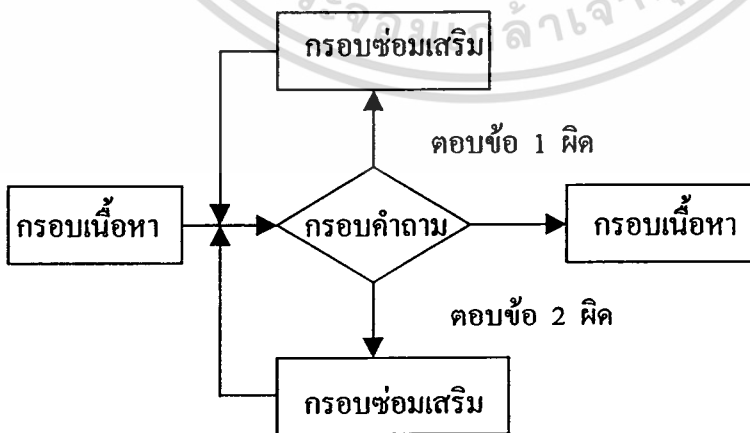 กรอบซ่อมเสริม
ตอบข้อ 1 ผิด
กรอบเนื้อหา
กรอบคำถาม
กรอบเนื้อหา
ตอบข้อ 2 ผิด
กรอบซ่อมเสริม